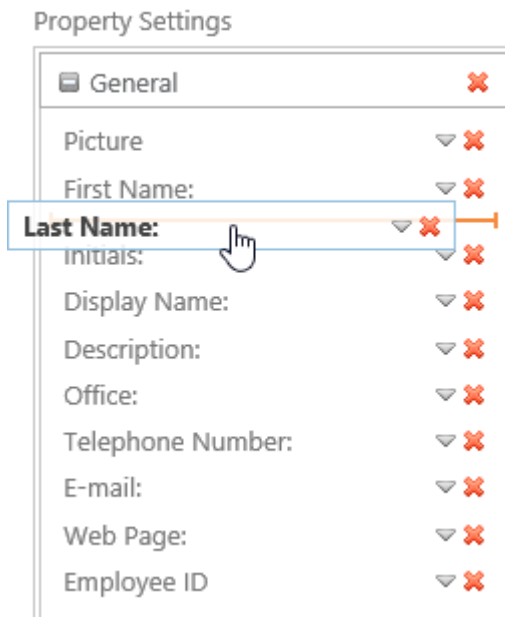 Property Settings
General
Picture
First Name:
Last Name:
Initials:
Display Name:
Description:
Office:
Telephone Number:
E-mail:
Web Page:
Employee ID